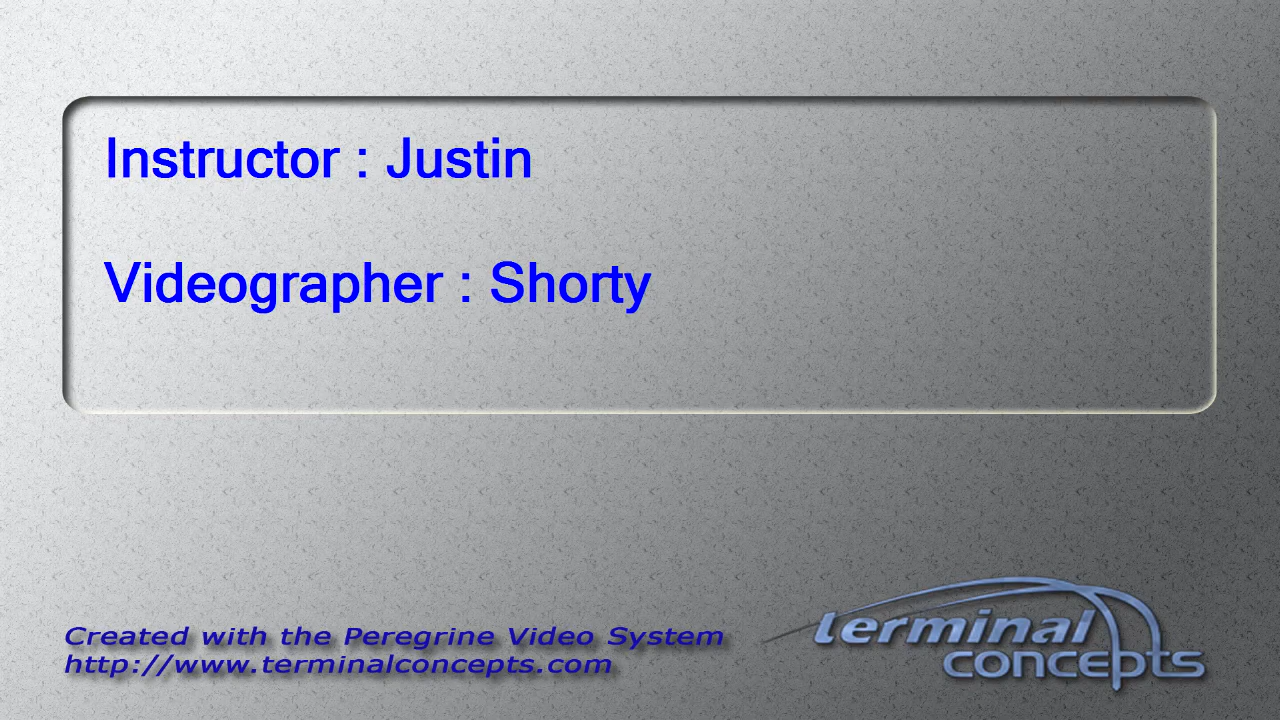 Instructor : Justin
Videographer : Shorty
Created with the Peregrine Video System
http://www.terminalconcepts.com
terminal
concepts